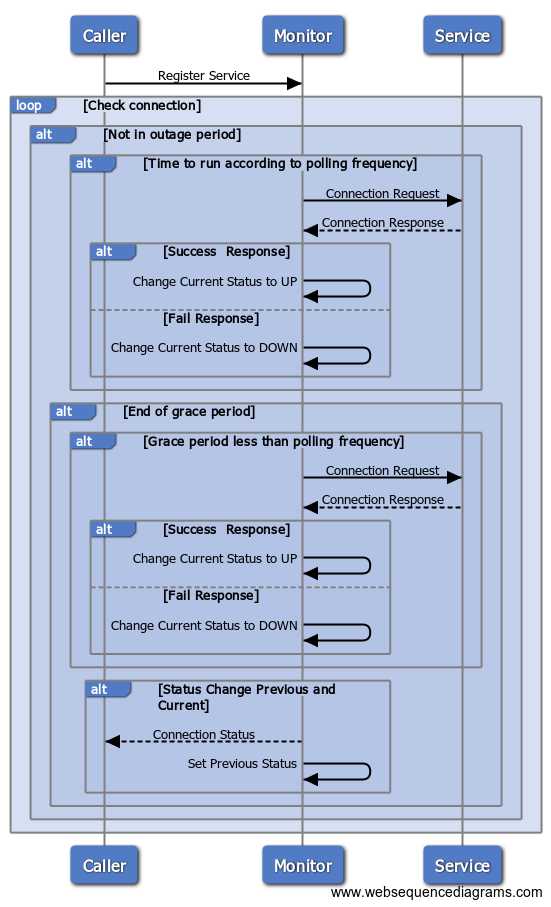 Caller Monitor Service
Register Service
loop [Check connection]
alt [Not in outage period]
alt [Time to run according to polling frequency]
Connection Request
Connection Response
alt [Success Response]
Change Current Status to UP
[Fail Response]
Change Current Status to DOWN
alt [End of grace period]
alt [Grace period less than polling frequency]
Connection Request
Connection Response
alt [Success Response]
Change Current Status to UP
[Fail Response]
Change Current Status to DOWN
alt [Status Change Previous and
Current]
Connection Status
Set Previous Status
Caller Monitor Service
www.websequencediagrams.com